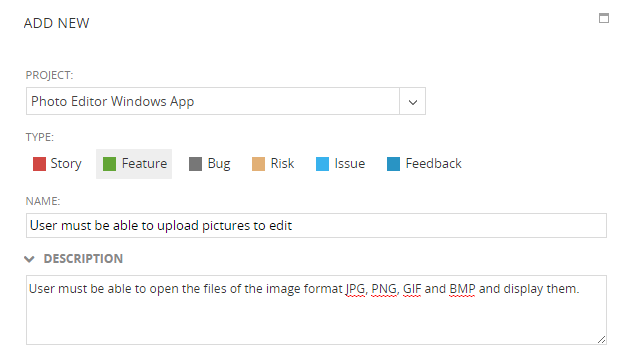 ADD NEW
PROJECT:
Photo Editor Windows App
TYPE:
Story Feature Bug Risk Issue Feedback
NAME:
User must be able to upload pictures to edit
DESCRIPTION
User must be able to open the files of the image format JPG, PNG, GIF and BMP and display them.